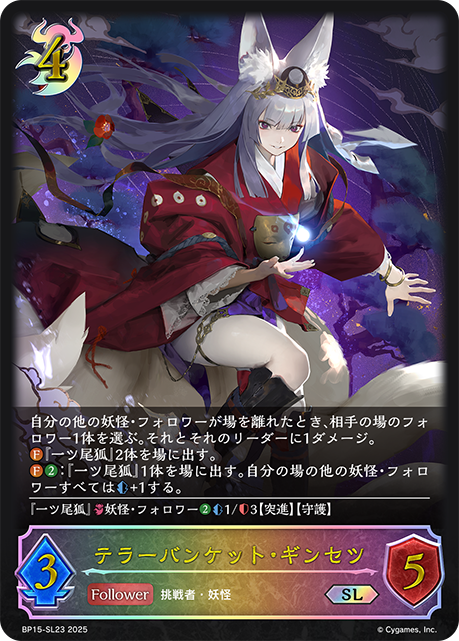 4
自分の他の妖怪・フォロワーが場を離れたとき、相手の場のフォ
ロワー1体を選ぶ。それとそのリーダーに1ダメージ。
F『一ツ尾狐』2体を場に出す。
F2：『一ツ尾狐』1体を場に出す。自分の場の他の妖怪・フォロ
ワーすべては+1する。
『一ツ尾狐』妖怪・フォロワー2 1/3【突進】【守護】
テラーバンケット・ギンセツ
3
Follower 挑戦者・妖怪 SL
5
BP15-SL23 2025 © Cygames, Inc.